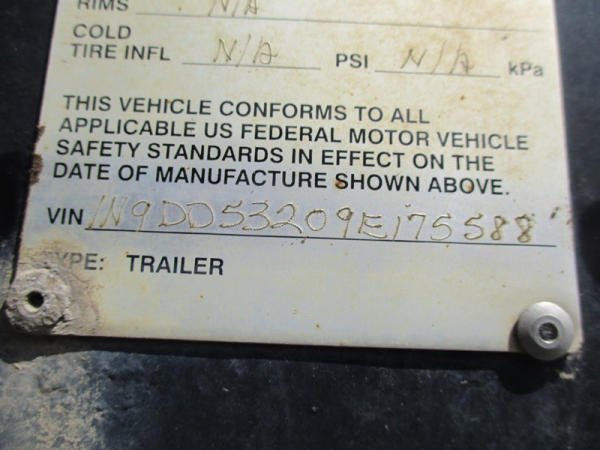 RIMS N/A
COLD
TIRE INFL N/A PSI N/A kPa
THIS VEHICLE CONFORMS TO ALL
APPLICABLE US FEDERAL MOTOR VEHICLE
SAFETY STANDARDS IN EFFECT ON THE
DATE OF MANUFACTURE SHOWN ABOVE.
VIN 1N9DD53209E175588
TYPE: TRAILER